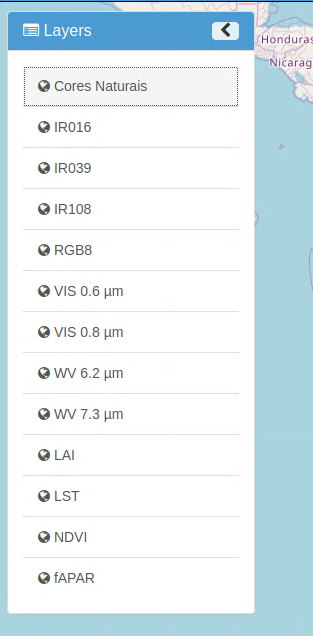 Layers
Honduras
Nicarag
Cores Naturais
IR016
IR039
IR108
RGB8
VIS 0.6 µm
VIS 0.8 µm
WV 6.2 µm
WV 7.3 µm
LAI
LST
NDVI
fAPAR